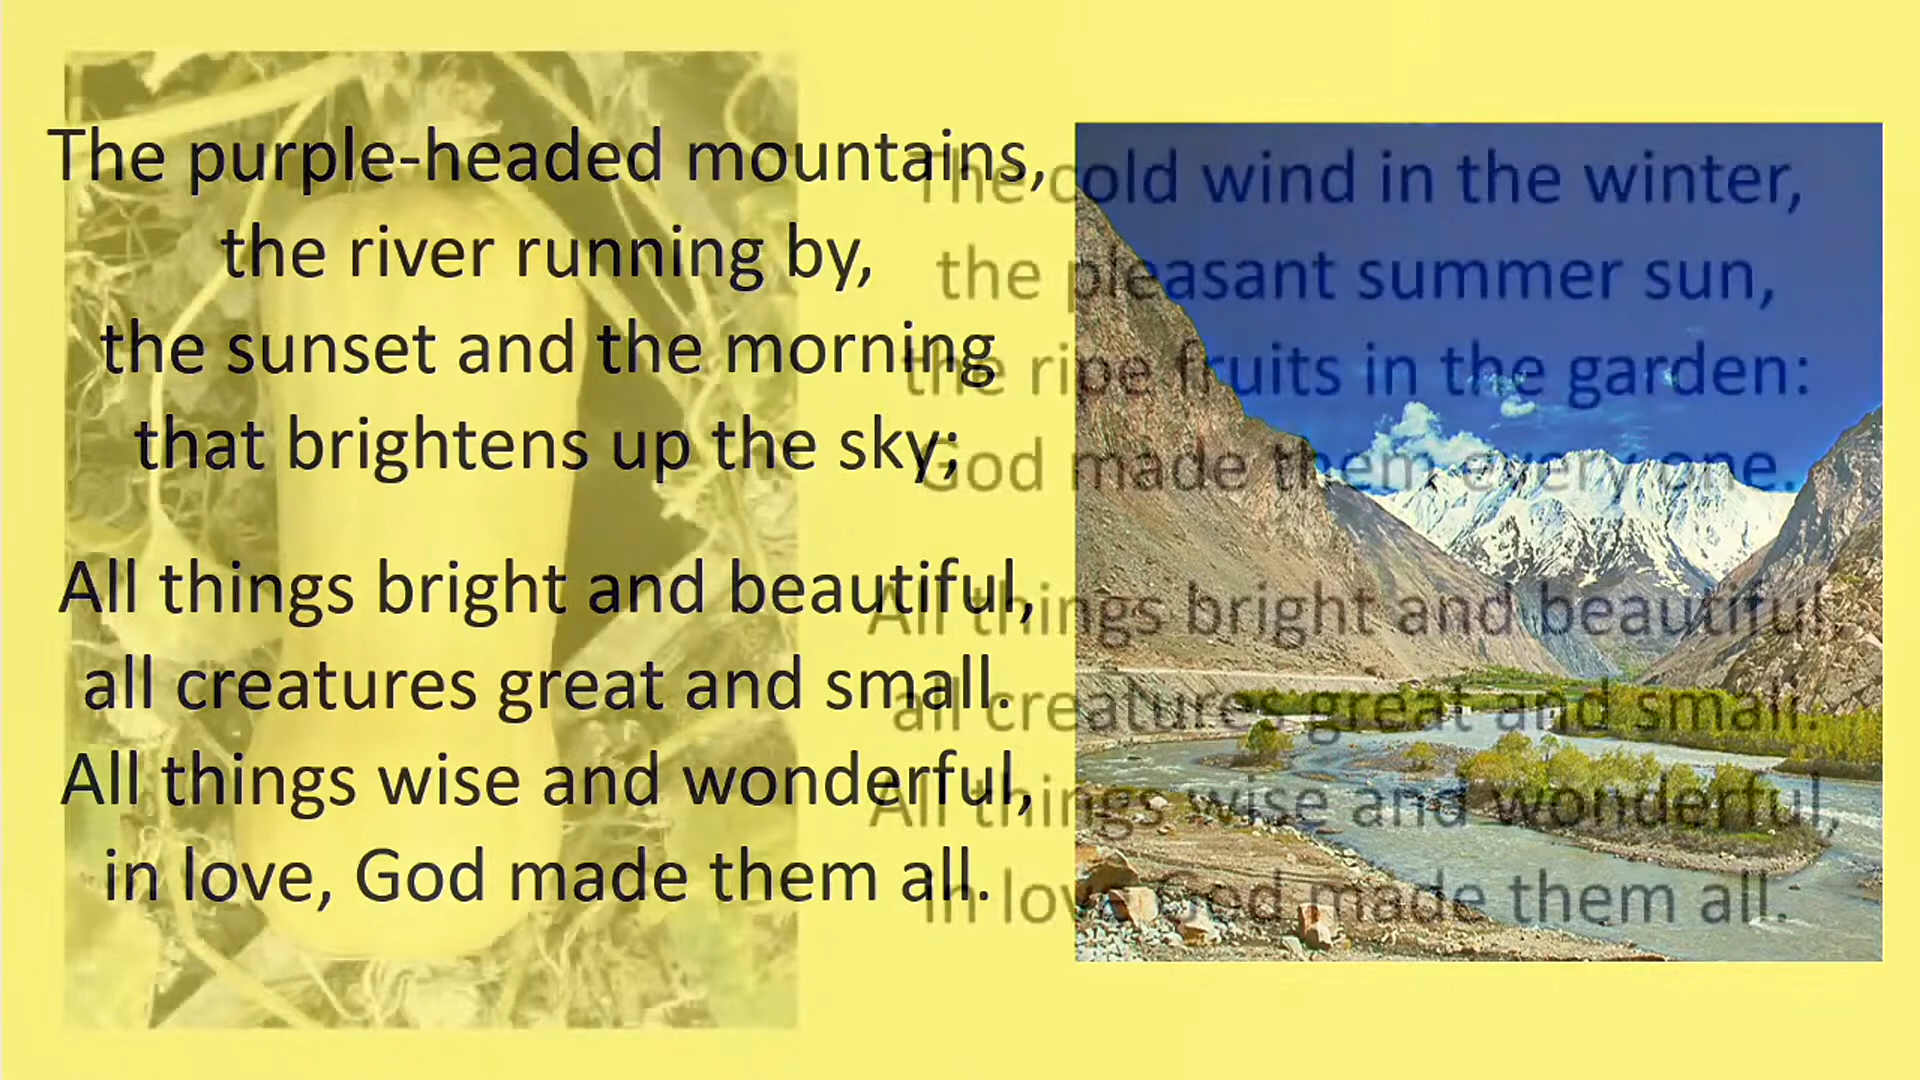 The purple-headed mountains,
the river running by,
the sunset and the morning
that brightens up the sky;
All things bright and beautiful,
all creatures great and small.
All things wise and wonderful,
in love, God made them all.
The cold wind in the winter,
the pleasant summer sun,
the ripe fruits in the garden:
God made them every one.
All things bright and beautiful,
all creatures great and small.
All things wise and wonderful,
in love, God made them all.